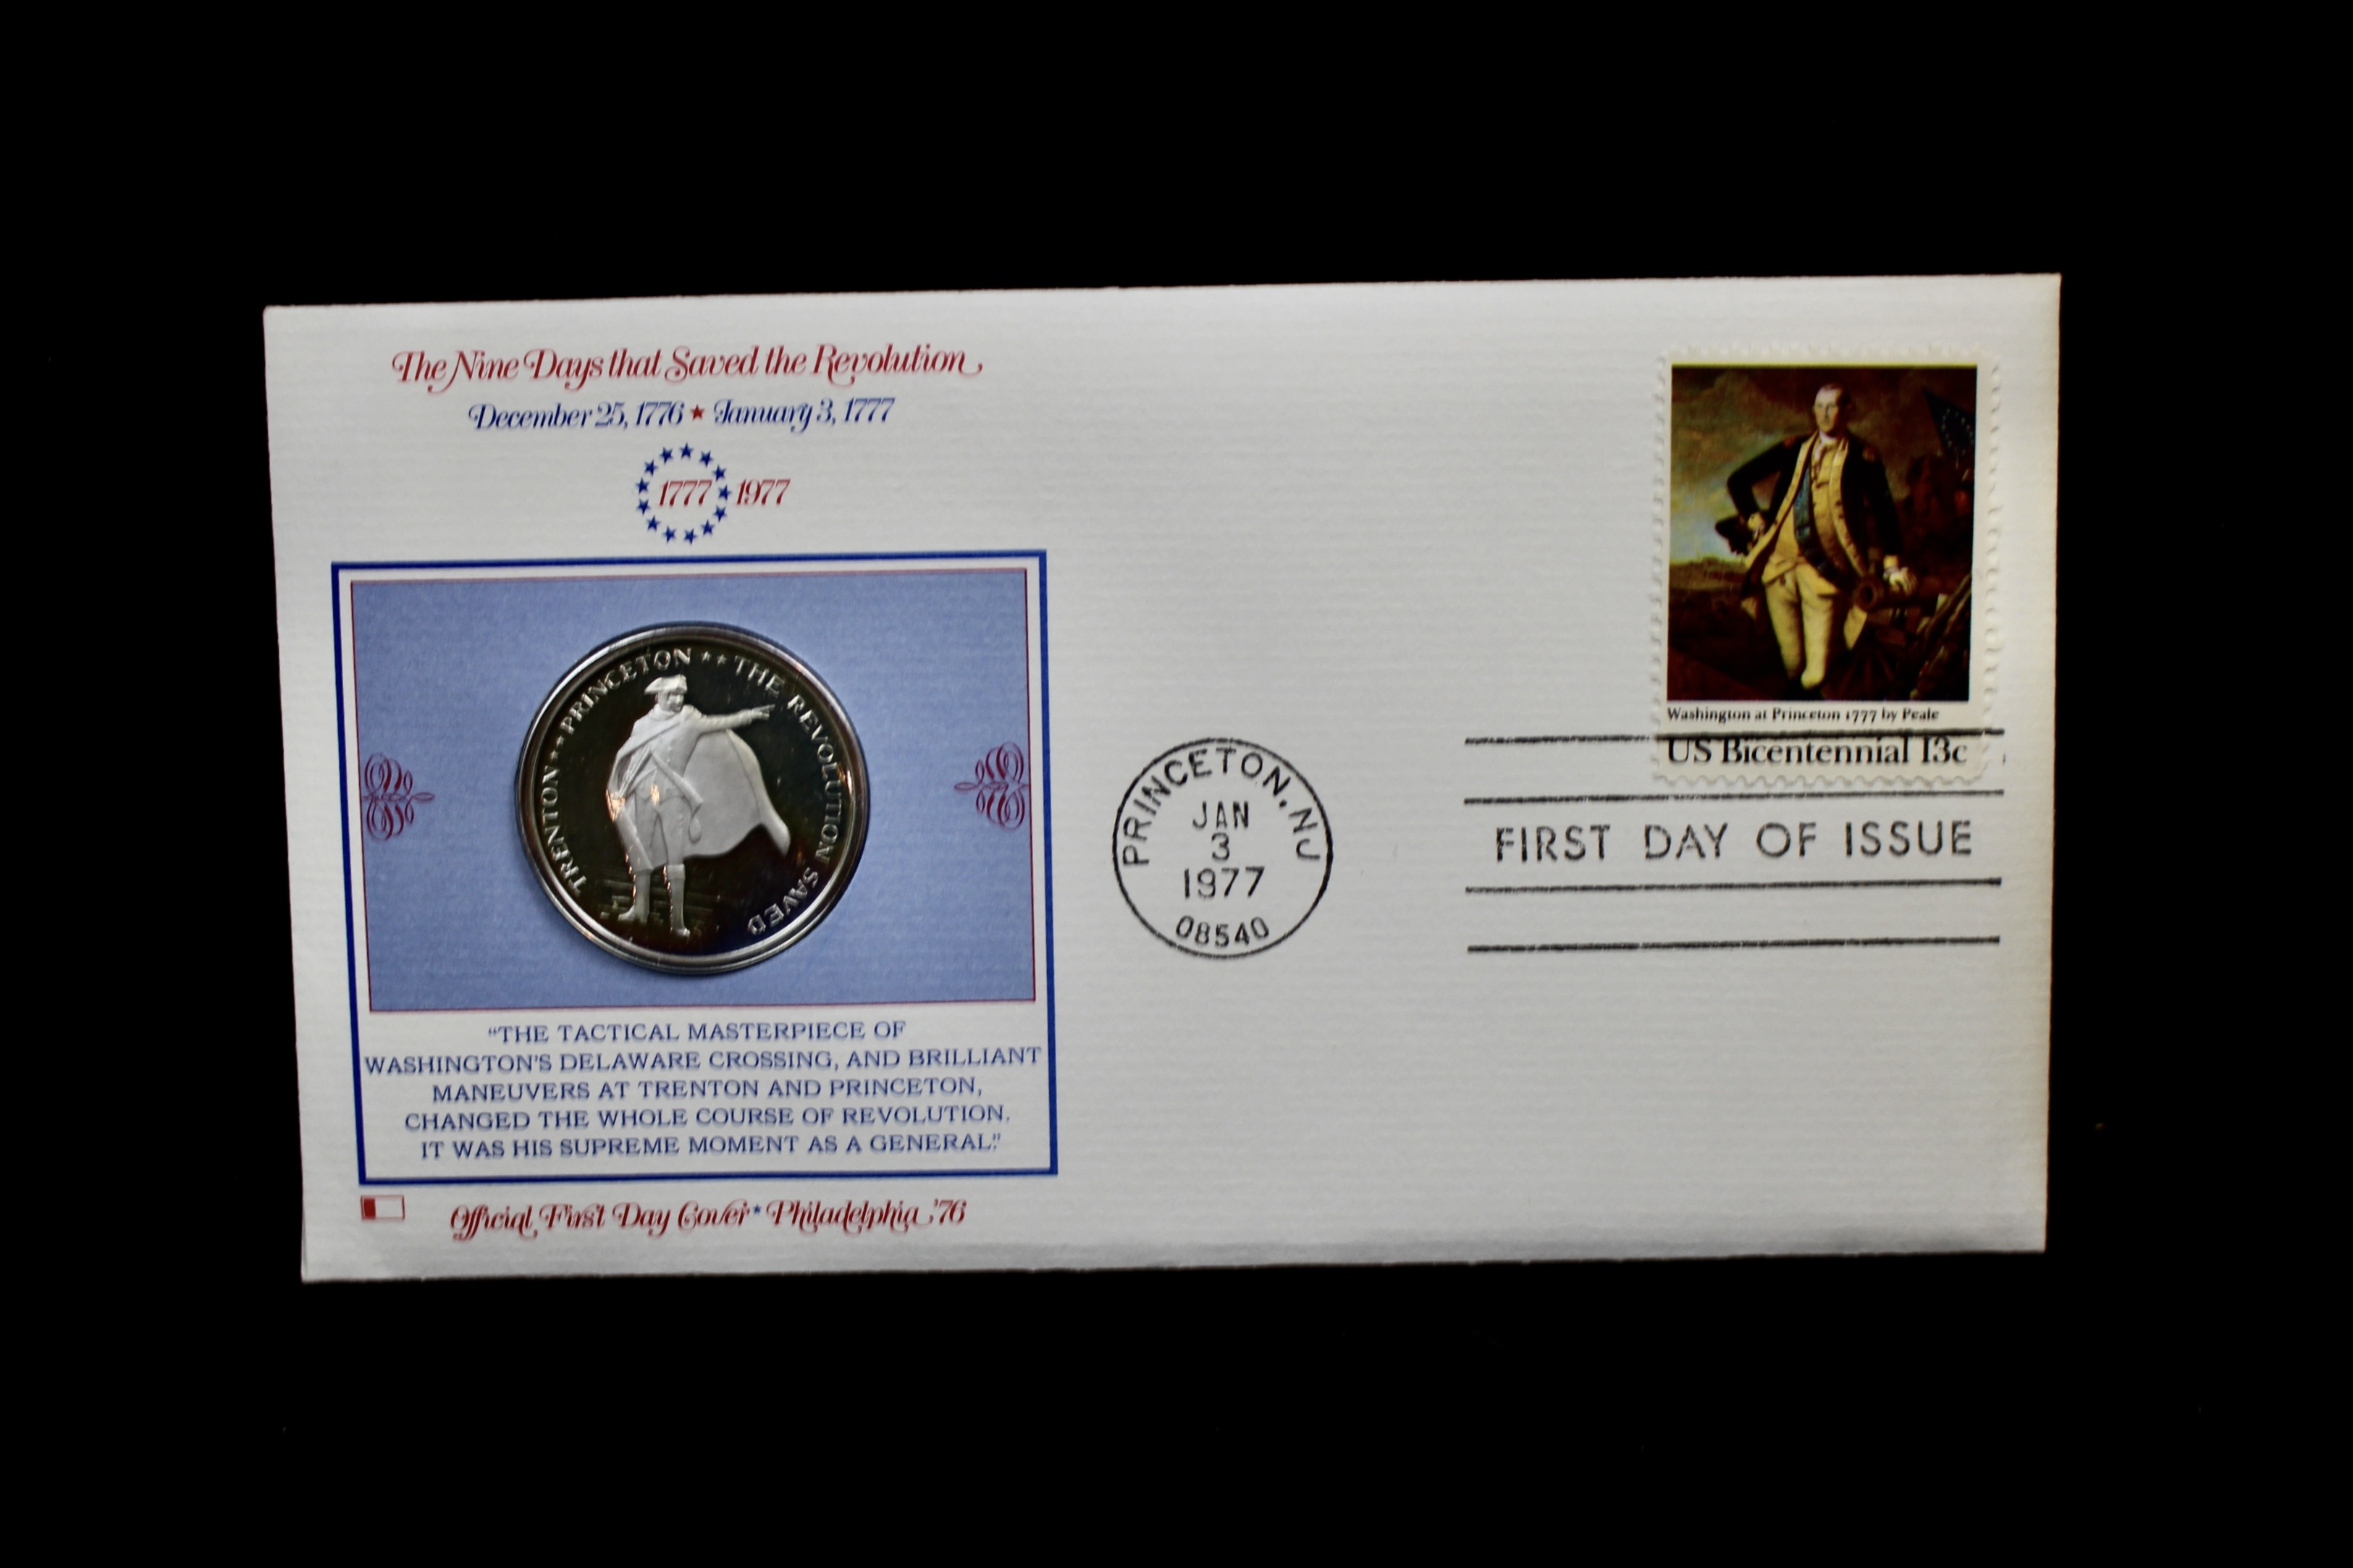 The Nine Days that Saved the Revolution
December 25, 1776 ★ January 3, 1777
1777 ★ 1977
TRENTON ★★ PRINCETON ★★ THE REVOLUTION SAVED
"THE TACTICAL MASTERPIECE OF
WASHINGTON'S DELAWARE CROSSING, AND BRILLIANT
MANEUVERS AT TRENTON AND PRINCETON,
CHANGED THE WHOLE COURSE OF REVOLUTION.
IT WAS HIS SUPREME MOMENT AS A GENERAL."
Official First Day Cover ★ Philadelphia '76
PRINCETON, NJ
JAN
3
1977
08540
Washington at Princeton 1777 by Peale
US Bicentennial 13c
FIRST DAY OF ISSUE